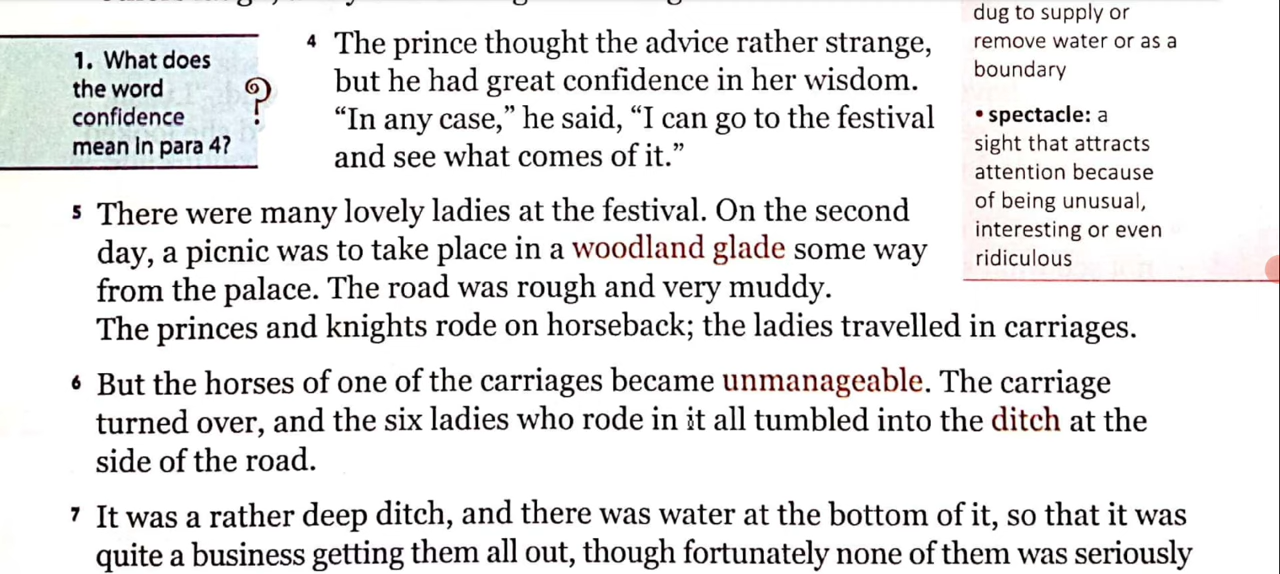 1. What does
the word
confidence
mean in para 4?
?
4 The prince thought the advice rather strange,
but he had great confidence in her wisdom.
“In any case,” he said, “I can go to the festival
and see what comes of it.”
dug to supply or
remove water or as a
boundary
• spectacle: a
sight that attracts
attention because
of being unusual,
interesting or even
ridiculous
5 There were many lovely ladies at the festival. On the second
day, a picnic was to take place in a woodland glade some way
from the palace. The road was rough and very muddy.
The princes and knights rode on horseback; the ladies travelled in carriages.
6 But the horses of one of the carriages became unmanageable. The carriage
turned over, and the six ladies who rode in it all tumbled into the ditch at the
side of the road.
7 It was a rather deep ditch, and there was water at the bottom of it, so that it was
quite a business getting them all out, though fortunately none of them was seriously